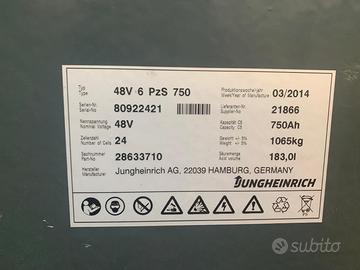 Typ
Type
48V 6 PzS 750
Produktionswoche/jahr
Week/Year of Manufacture
03/2014
Serien-Nr.
Serial-No.
80922421
Lieferanten-Nr.
Supplier-No.
21866
Nennspannung
Nominal Voltage
48V
Kapazität C5
Capacity C5
750Ah
Zellenzahl
Number of Cells
24
Gewicht ±5%
Weight ±5%
1065kg
Sachnummer
Part-No.
28633710
Säuremenge
Acid volume
183,0l
Hersteller
Manufacturer
Jungheinrich AG, 22039 HAMBURG, GERMANY
JUNGHEINRICH
subito